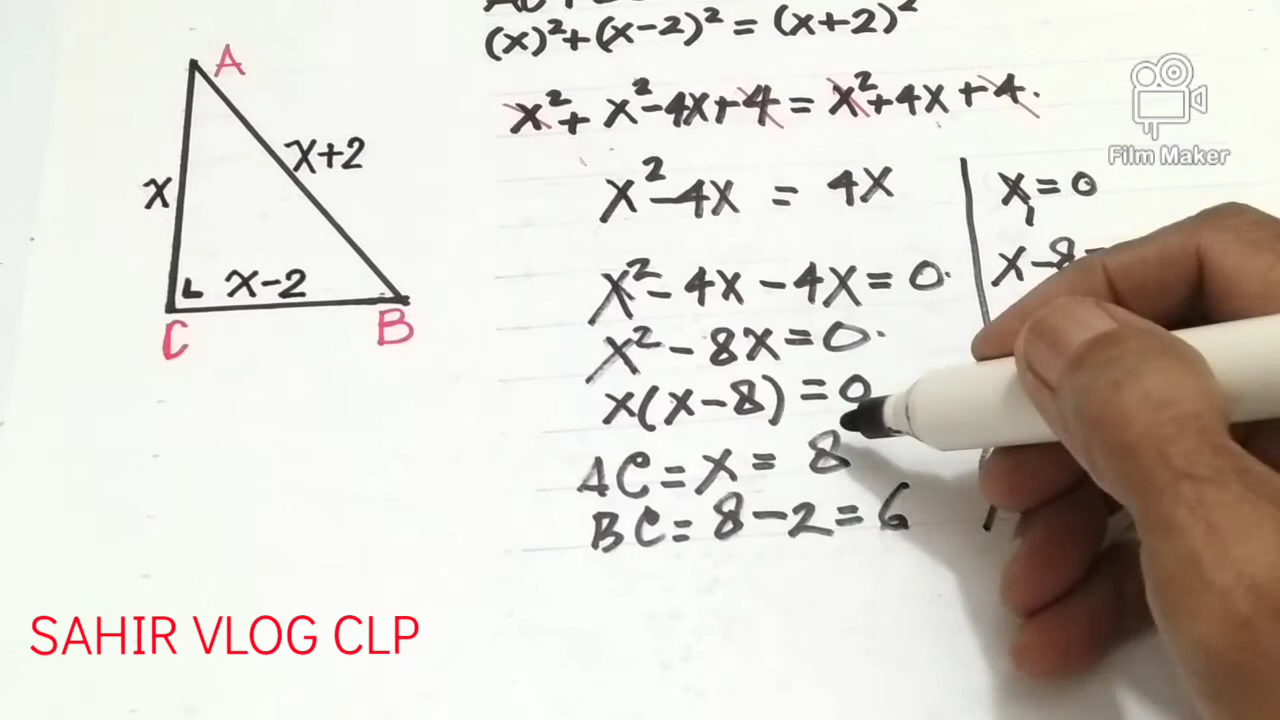 A
x+2
x
x-2
C
B
(x)²+(x-2)² = (x+2)²
x²+ x²-4x+4 = x²+4x+4.
x²-4x = 4x
x²-4x-4x=0.
x²-8x=0.
x(x-8)=0
AC=x= 8
BC=8-2=6
x₁=0
x-8=
Film Maker
SAHIR VLOG CLP